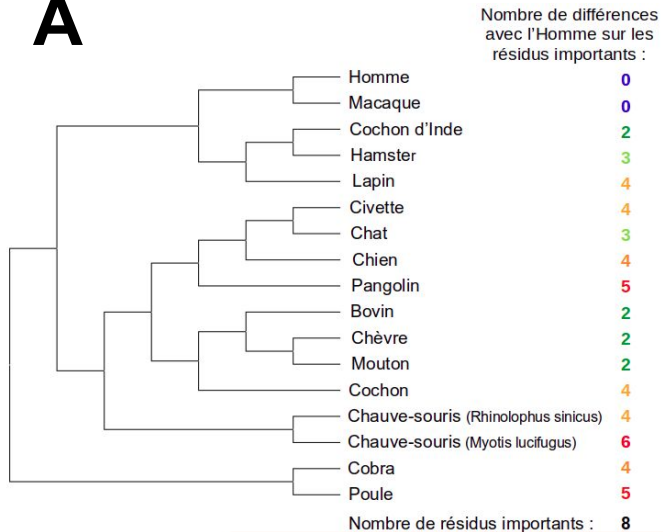 A
Nombre de différences
avec l'Homme sur les
résidus importants :
Homme 0
Macaque 0
Cochon d'Inde 2
Hamster 3
Lapin 4
Civette 4
Chat 3
Chien 4
Pangolin 5
Bovin 2
Chèvre 2
Mouton 2
Cochon 4
Chauve-souris (Rhinolophus sinicus) 4
Chauve-souris (Myotis lucifugus) 6
Cobra 4
Poule 5
Nombre de résidus importants : 8